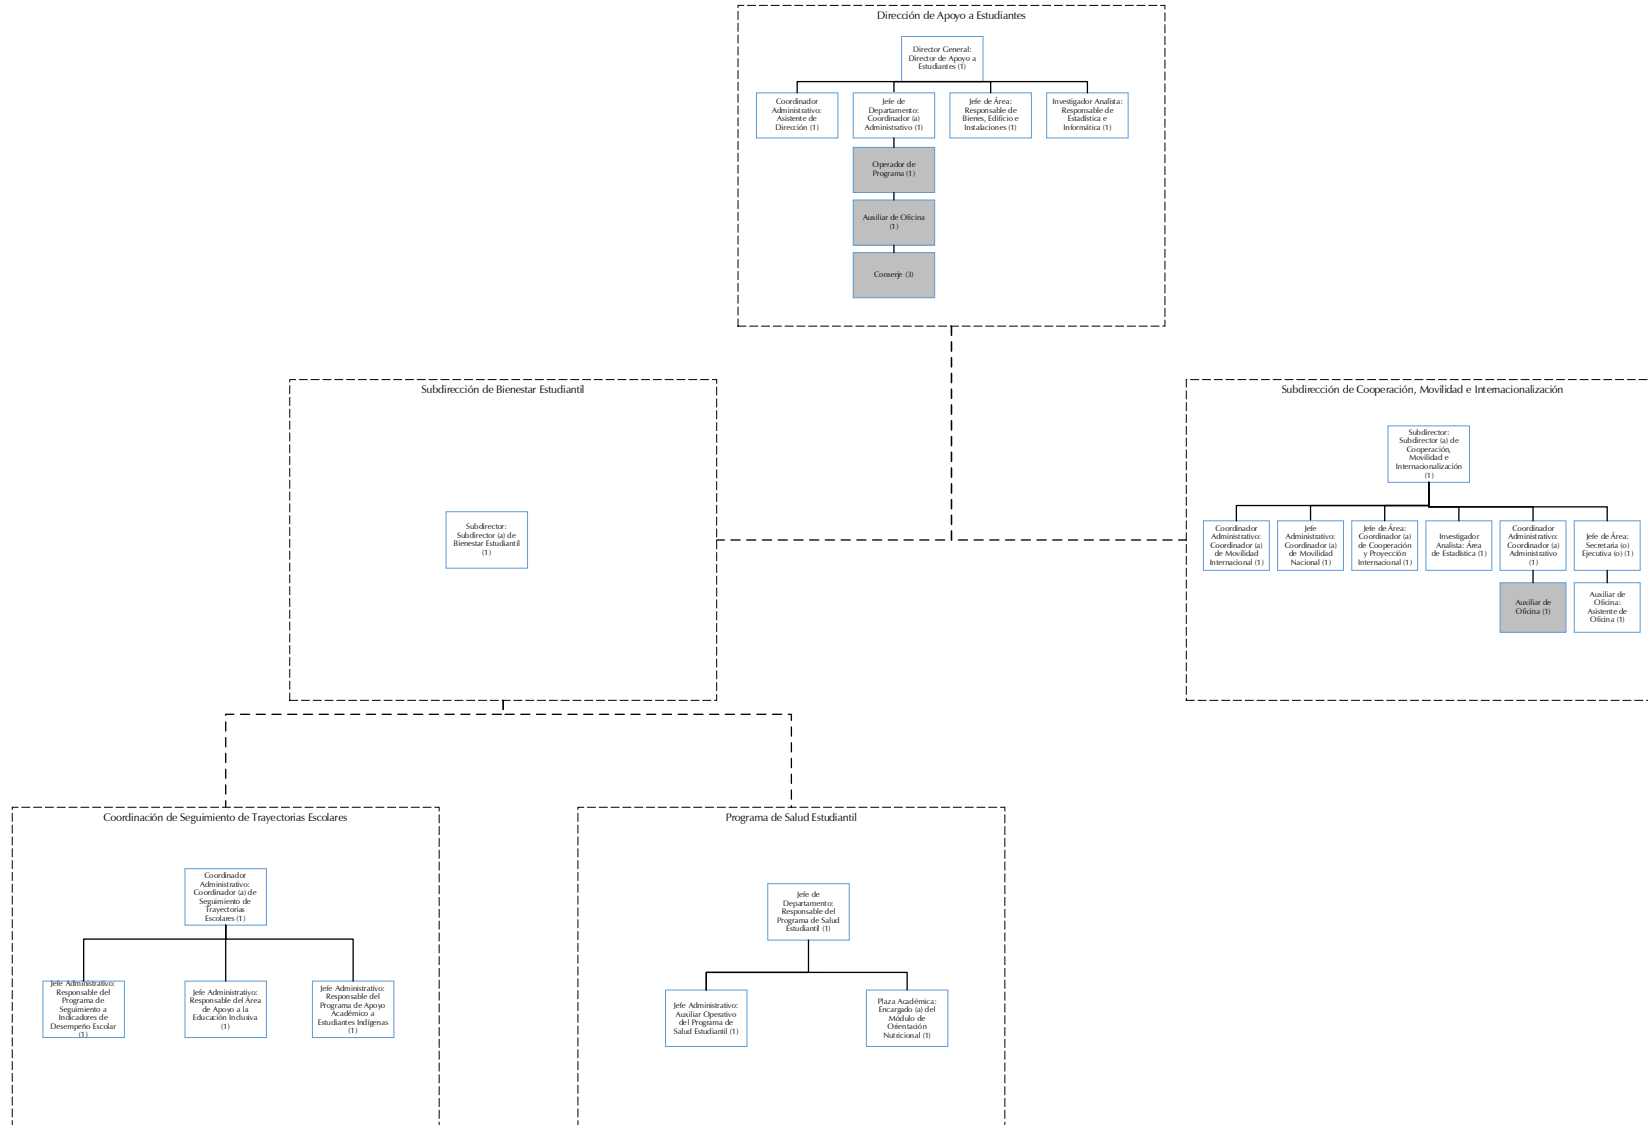 Dirección de Apoyo a Estudiantes
Director General:
Director de Apoyo a
Estudiantes (1)
Coordinador
Administrativo:
Asistente de
Dirección (1)
Jefe de
Departamento:
Coordinador (a)
Administrativo (1)
Jefe de Área:
Responsable de
Bienes, Edificio e
Instalaciones (1)
Investigador Analista:
Responsable de
Estadística e
Informática (1)
Operador de
Programa (1)
Auxiliar de Oficina
(1)
Conserje (3)
Subdirección de Bienestar Estudiantil
Subdirector:
Subdirector (a) de
Bienestar Estudiantil
(1)
Subdirección de Cooperación, Movilidad e Internacionalización
Subdirector:
Subdirector (a) de
Cooperación,
Movilidad e
Internacionalización
(1)
Coordinador
Administrativo:
Coordinador (a)
de Movilidad
Internacional (1)
Jefe
Administrativo:
Coordinador (a)
de Movilidad
Nacional (1)
Jefe de Área:
Coordinador (a)
de Cooperación
y Proyección
Internacional (1)
Investigador
Analista: Área
de Estadística (1)
Coordinador
Administrativo:
Coordinador (a)
Administrativo
(1)
Jefe de Área:
Secretaria (o)
Ejecutiva (o) (1)
Auxiliar de
Oficina (1)
Auxiliar de
Oficina:
Asistente de
Oficina (1)
Coordinación de Seguimiento de Trayectorias Escolares
Coordinador
Administrativo:
Coordinador (a) de
Seguimiento de
Trayectorias
Escolares (1)
Jefe Administrativo:
Responsable del
Programa de
Seguimiento a
Indicadores de
Desempeño Escolar
(1)
Jefe Administrativo:
Responsable del Área
de Apoyo a la
Educación Inclusiva
(1)
Jefe Administrativo:
Responsable del
Programa de Apoyo
Académico a
Estudiantes Indígenas
(1)
Programa de Salud Estudiantil
Jefe de
Departamento:
Responsable del
Programa de Salud
Estudiantil (1)
Jefe Administrativo:
Auxiliar Operativo
del Programa de
Salud Estudiantil (1)
Plaza Académica:
Encargado (a) del
Módulo de
Orientación
Nutricional (1)